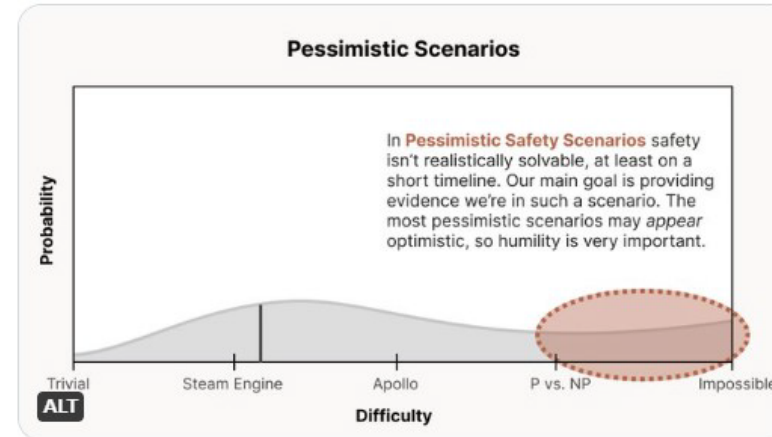 Pessimistic Scenarios
In Pessimistic Safety Scenarios safety
isn't realistically solvable, at least on a
short timeline. Our main goal is providing
evidence we're in such a scenario. The
most pessimistic scenarios may appear
optimistic, so humility is very important.
Probability
Trivial
Steam Engine
Apollo
P vs. NP
Impossible
ALT
Difficulty